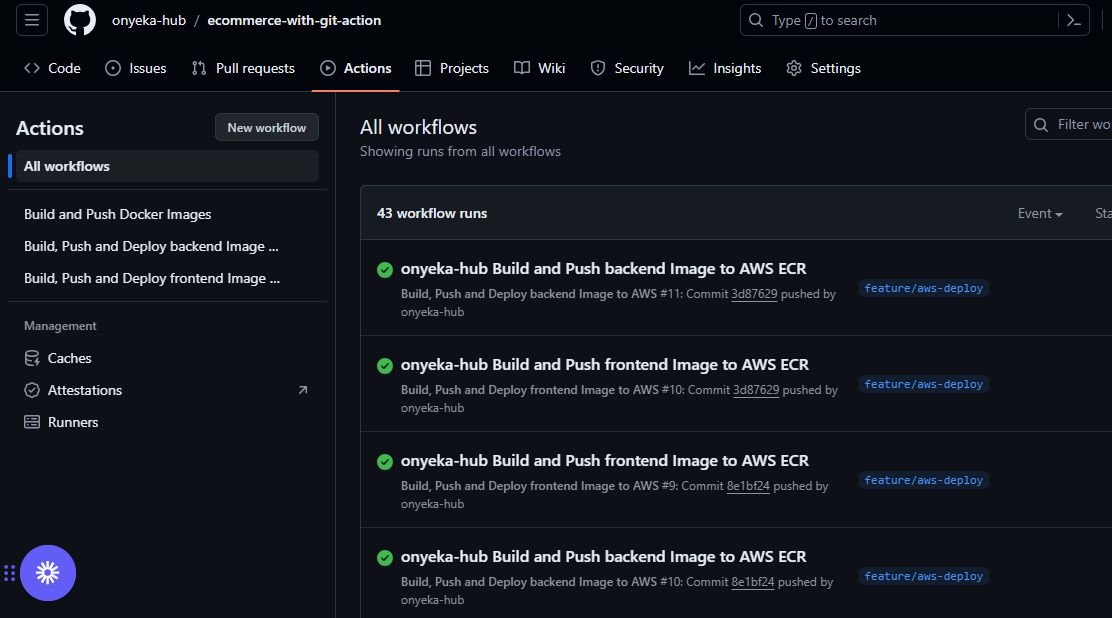 onyeka-hub / ecommerce-with-git-action
Type / to search
Code Issues Pull requests Actions Projects Wiki Security Insights Settings
Actions
New workflow
All workflows
Build and Push Docker Images
Build, Push and Deploy backend Image ...
Build, Push and Deploy frontend Image ...
Management
Caches
Attestations
Runners
All workflows
Showing runs from all workflows
Filter wo
43 workflow runs
Event
Sta
onyeka-hub Build and Push backend Image to AWS ECR
Build, Push and Deploy backend Image to AWS #11: Commit 3d87629 pushed by
onyeka-hub
feature/aws-deploy
onyeka-hub Build and Push frontend Image to AWS ECR
Build, Push and Deploy frontend Image to AWS #10: Commit 3d87629 pushed by
onyeka-hub
feature/aws-deploy
onyeka-hub Build and Push frontend Image to AWS ECR
Build, Push and Deploy frontend Image to AWS #9: Commit 8e1bf24 pushed by
onyeka-hub
feature/aws-deploy
onyeka-hub Build and Push backend Image to AWS ECR
Build, Push and Deploy backend Image to AWS #10: Commit 8e1bf24 pushed by
onyeka-hub
feature/aws-deploy